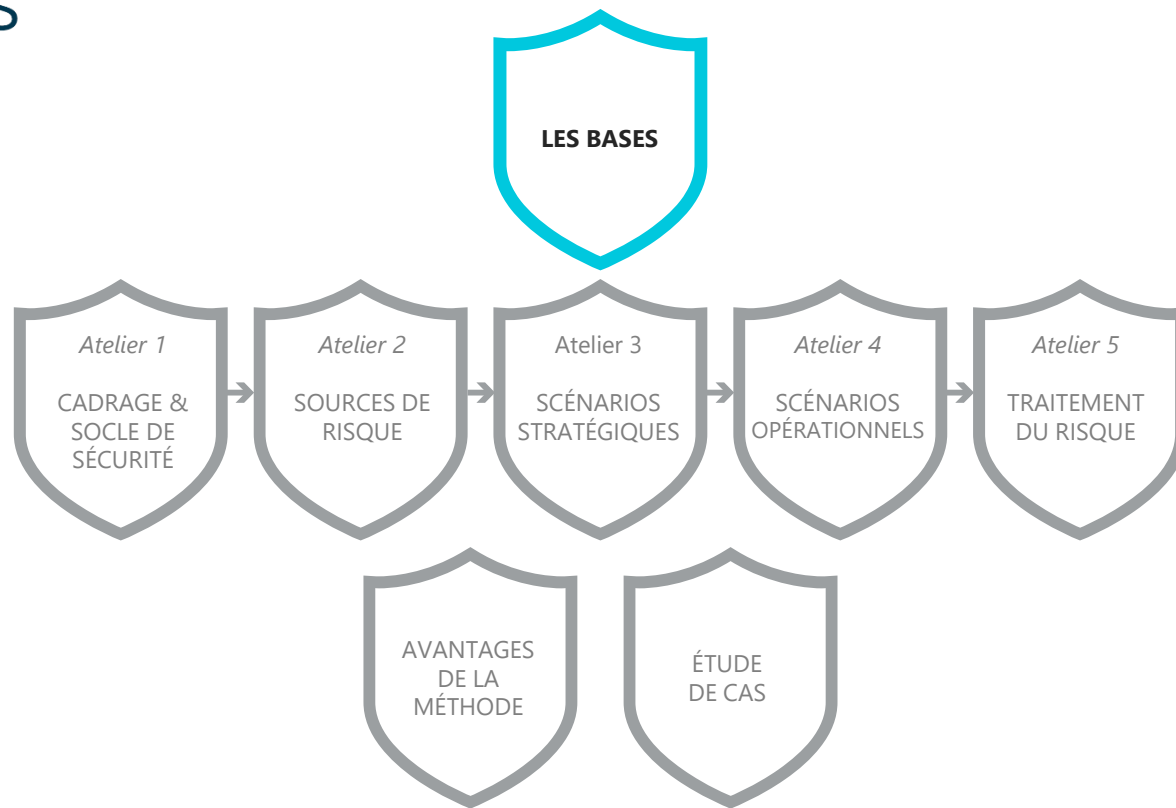 LES BASES
Atelier 1
CADRAGE &
SOCLE DE
SÉCURITÉ
Atelier 2
SOURCES DE
RISQUE
Atelier 3
SCÉNARIOS
STRATÉGIQUES
Atelier 4
SCÉNARIOS
OPÉRATIONNELS
Atelier 5
TRAITEMENT
DU RISQUE
AVANTAGES
DE LA
MÉTHODE
ÉTUDE
DE CAS